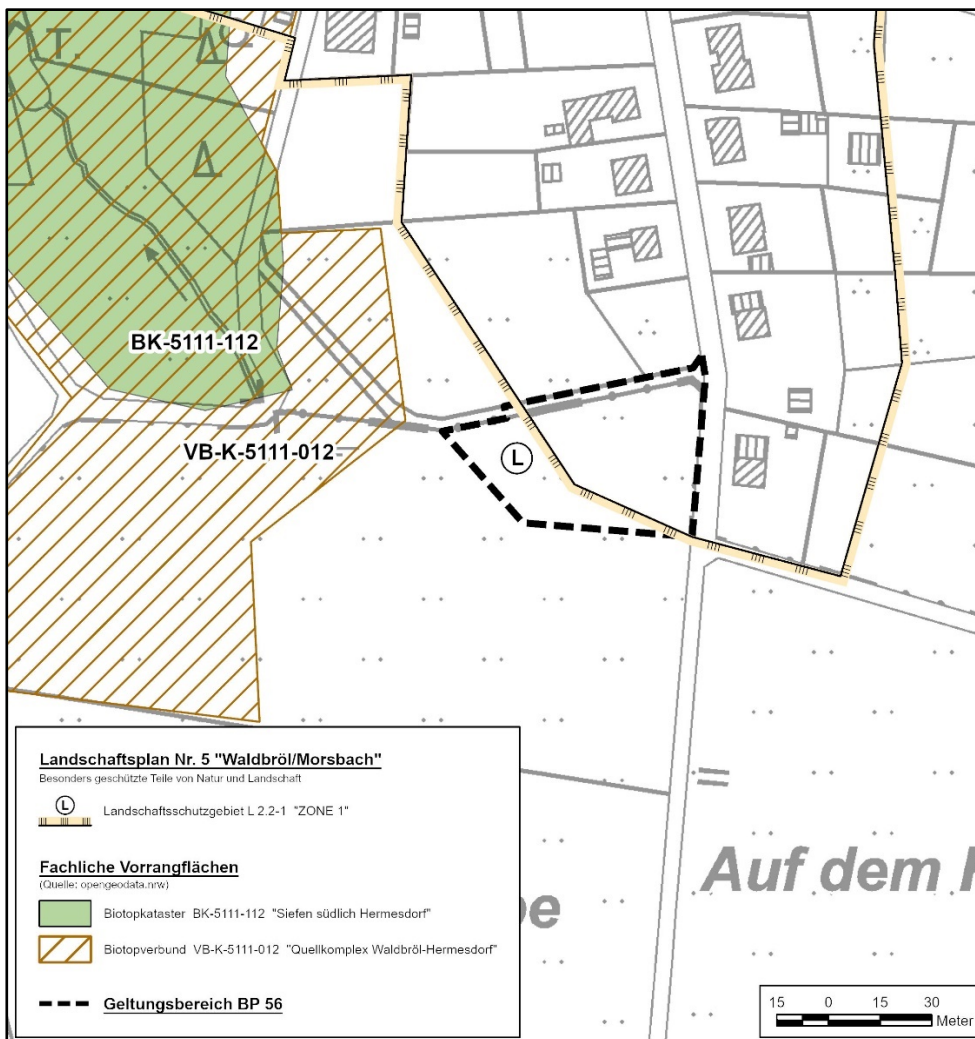 T.
BK-5111-112
VB-K-5111-012
L
Auf dem
Landschaftsplan Nr. 5 "Waldbröl/Morsbach"
Besonders geschützte Teile von Natur und Landschaft
L
Landschaftsschutzgebiet L 2.2-1 "ZONE 1"
Fachliche Vorrangflächen
(Quelle: opengeodata.nrw)
Biotopkataster BK-5111-112 "Siefen südlich Hermesdorf"
Biotopverbund VB-K-5111-012 "Quellkomplex Waldbröl-Hermesdorf"
Geltungsbereich BP 56
15 0 15 30
Meter